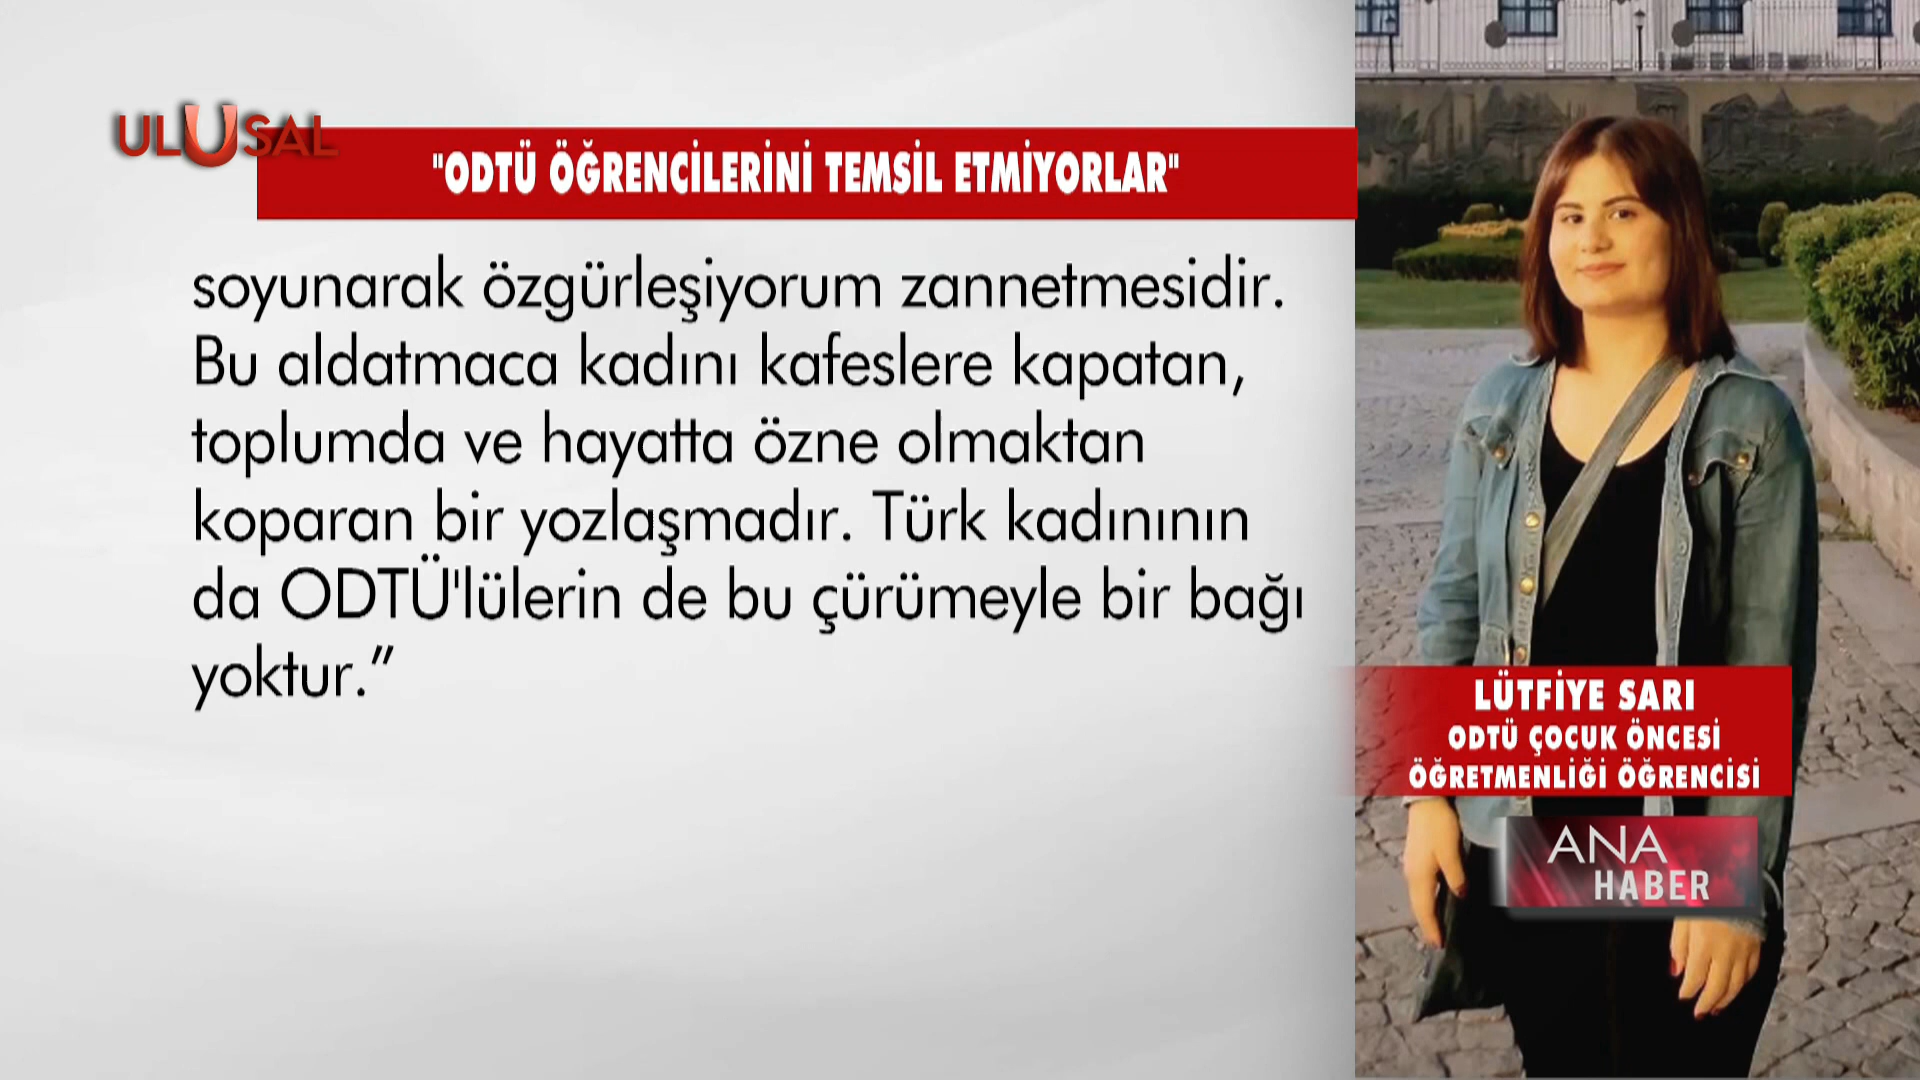 ULUSAL
"ODTÜ ÖĞRENCİLERİNİ TEMSİL ETMİYORLAR"
soyunarak özgürleşiyorum zannetmesidir.
Bu aldatmaca kadını kafeslere kapatan,
toplumda ve hayatta özne olmaktan
koparan bir yozlaşmadır. Türk kadınının
da ODTÜ'lülerin de bu çürümeyle bir bağı
yoktur.”
LÜTFİYE SARI
ODTÜ ÇOCUK ÖNCESİ
ÖĞRETMENLİĞİ ÖĞRENCİSİ
ANA
HABER